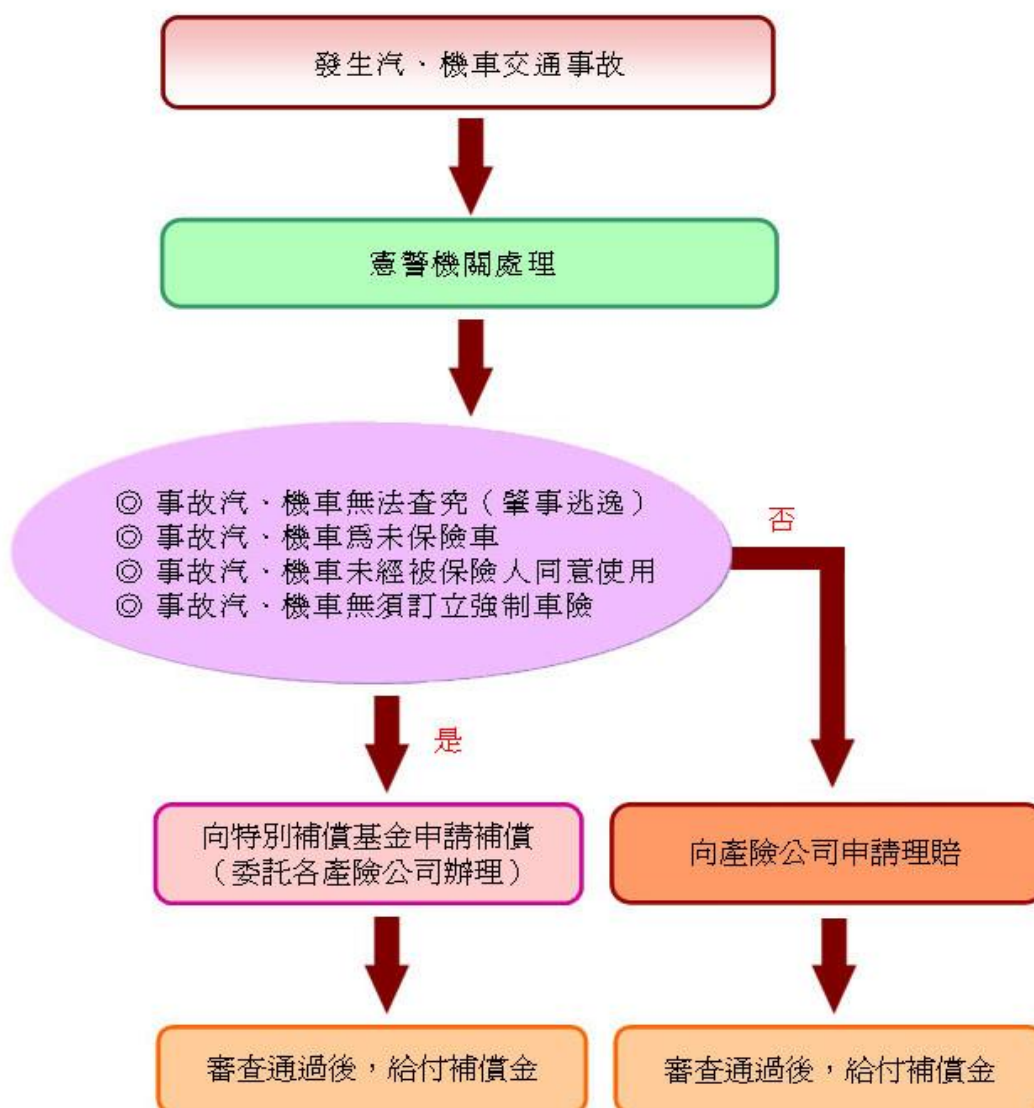 發生汽、機車交通事故
憲警機關處理
◎ 事故汽、機車無法查究（肇事逃逸）
◎ 事故汽、機車為未保險車
◎ 事故汽、機車未經被保險人同意使用
◎ 事故汽、機車無須訂立強制車險
否
是
向特別補償基金申請補償
（委託各產險公司辦理）
向產險公司申請理賠
審查通過後，給付補償金
審查通過後，給付補償金